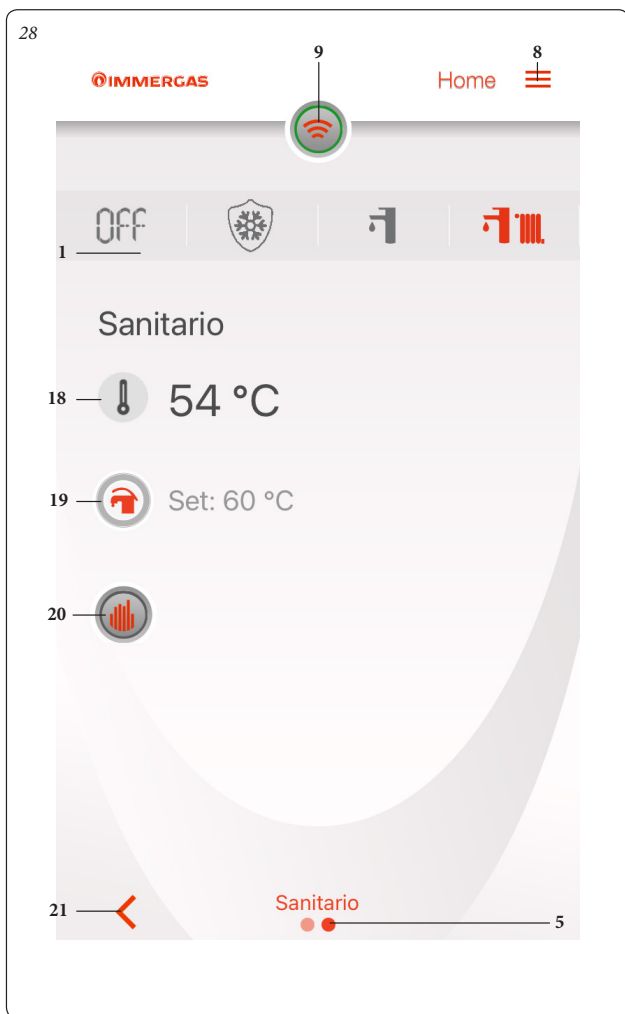 28
9
8
IMMERGAS
Home
OFF
1
Sanitario
18
54 °C
19
Set: 60 °C
20
Sanitario
21
5